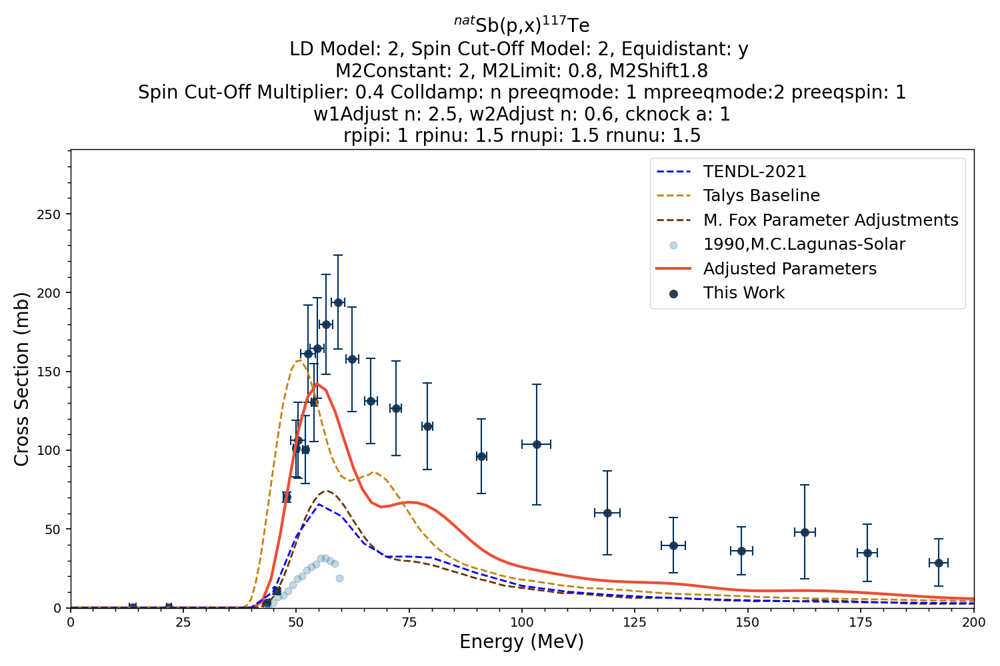 natSb(p,x)117Te
LD Model: 2, Spin Cut-Off Model: 2, Equidistant: y
M2Constant: 2, M2Limit: 0.8, M2Shift1.8
Spin Cut-Off Multiplier: 0.4 Colldamp: n preeqmode: 1 mpreeqmode:2 preeqspin: 1
w1Adjust n: 2.5, w2Adjust n: 0.6, cknock a: 1
rpipi: 1 rpinu: 1.5 rnupi: 1.5 rnunu: 1.5
TENDL-2021
Talys Baseline
M. Fox Parameter Adjustments
1990,M.C.Lagunas-Solar
Adjusted Parameters
This Work
Cross Section (mb)
250
200
150
100
50
0
0 25 50 75 100 125 150 175 200
Energy (MeV)